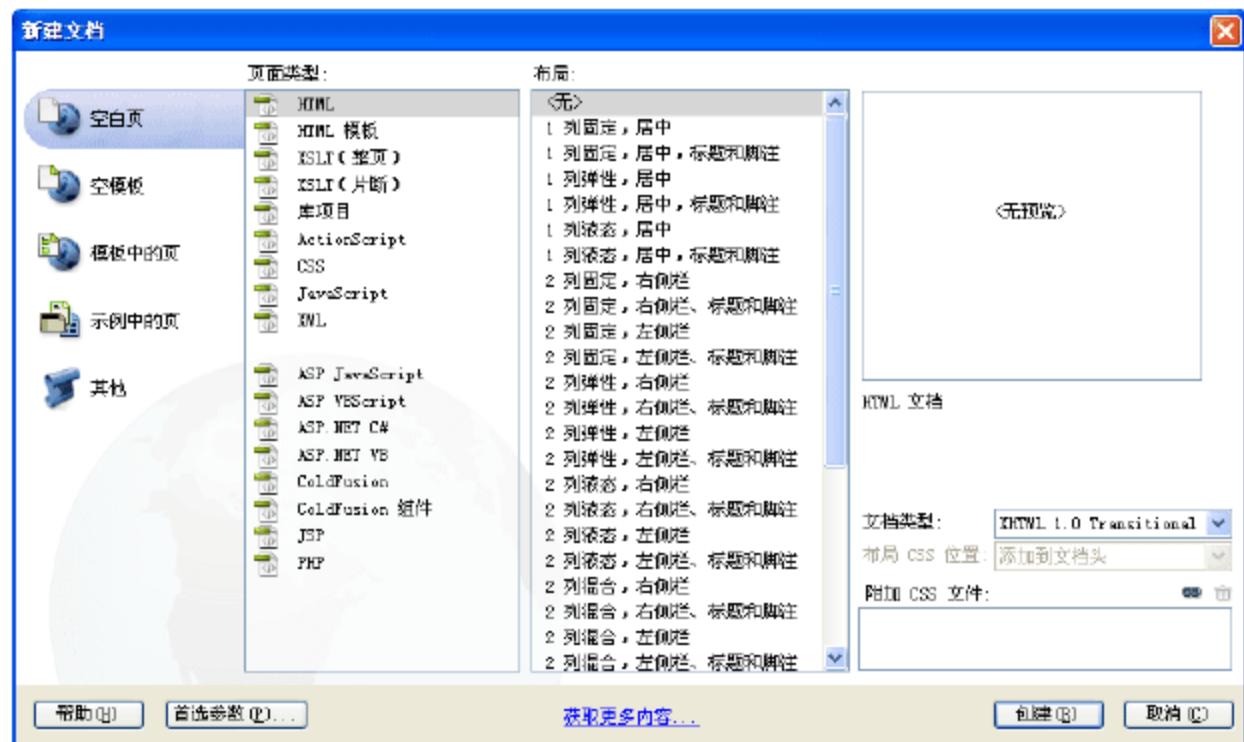 新建文档
页面类型:
布局:
空白页
空模板
模板中的页
示例中的页
其他
HTML
HTML 模板
XSLT(整页)
XSLT(片断)
库项目
ActionScript
CSS
JavaScript
XML
ASP JavaScript
ASP VBScript
ASP.NET C#
ASP.NET VB
ColdFusion
ColdFusion 组件
JSP
PHP
<无>
1 列固定,居中
1 列固定,居中,标题和脚注
1 列弹性,居中
1 列弹性,居中,标题和脚注
1 列液态,居中
1 列液态,居中,标题和脚注
2 列固定,右侧栏
2 列固定,右侧栏、标题和脚注
2 列固定,左侧栏
2 列固定,左侧栏、标题和脚注
2 列弹性,右侧栏
2 列弹性,右侧栏、标题和脚注
2 列弹性,左侧栏
2 列弹性,左侧栏、标题和脚注
2 列液态,右侧栏
2 列液态,右侧栏、标题和脚注
2 列液态,左侧栏
2 列液态,左侧栏、标题和脚注
2 列混合,右侧栏
2 列混合,右侧栏、标题和脚注
2 列混合,左侧栏
2 列混合,左侧栏、标题和脚注
<无预览>
HTML 文档
文档类型: XHTML 1.0 Transitional
布局 CSS 位置: 添加到文档头
附加 CSS 文件:
帮助(H)
首选参数(P)...
获取更多内容...
创建(R)
取消(C)